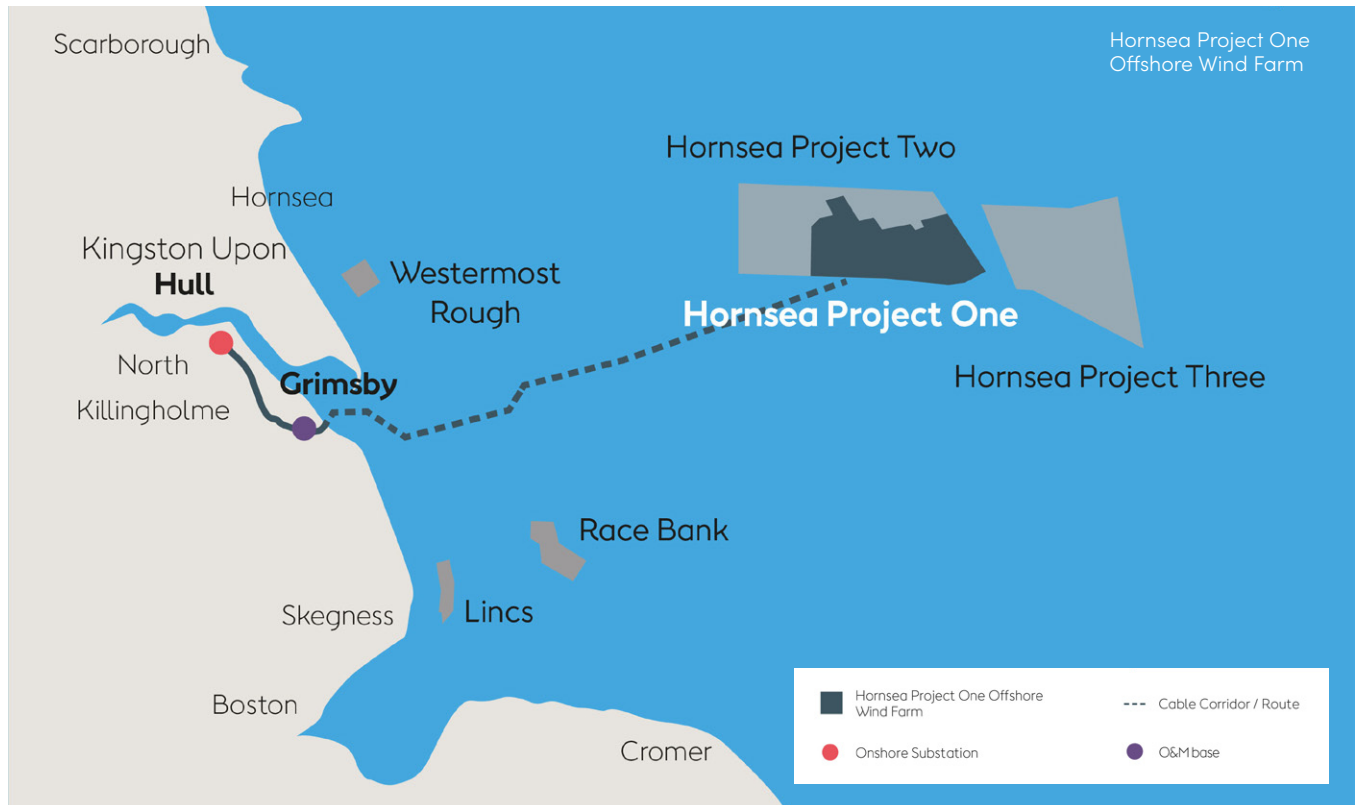 Scarborough
Hornsea Project One
Offshore Wind Farm
Hornsea Project Two
Hornsea
Kingston Upon
Hull
Westermost
Rough
Hornsea Project One
North
Killingholme
Grimsby
Hornsea Project Three
Race Bank
Skegness
Lincs
Boston
Cromer
Hornsea Project One Offshore
Wind Farm
Cable Corridor / Route
Onshore Substation
O&M base